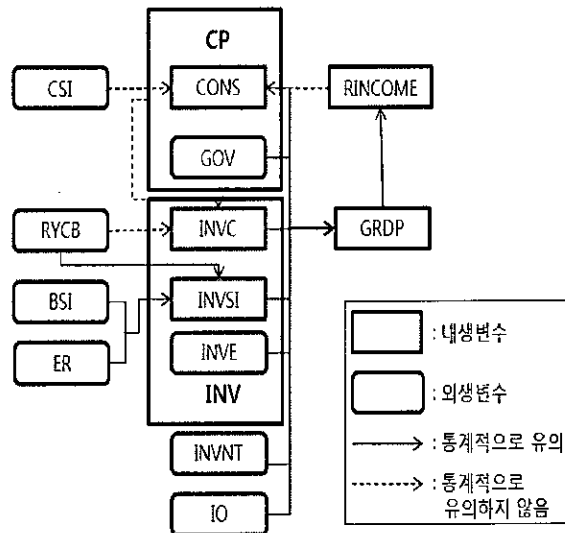 CP
CSI
CONS
RINCOME
GOV
RYCB
INVC
GRDP
BSI
INVSI
ER
INVE
INV
INVNT
IO
: 내생변수
: 외생변수
: 통계적으로 유의
: 통계적으로
유의하지 않음